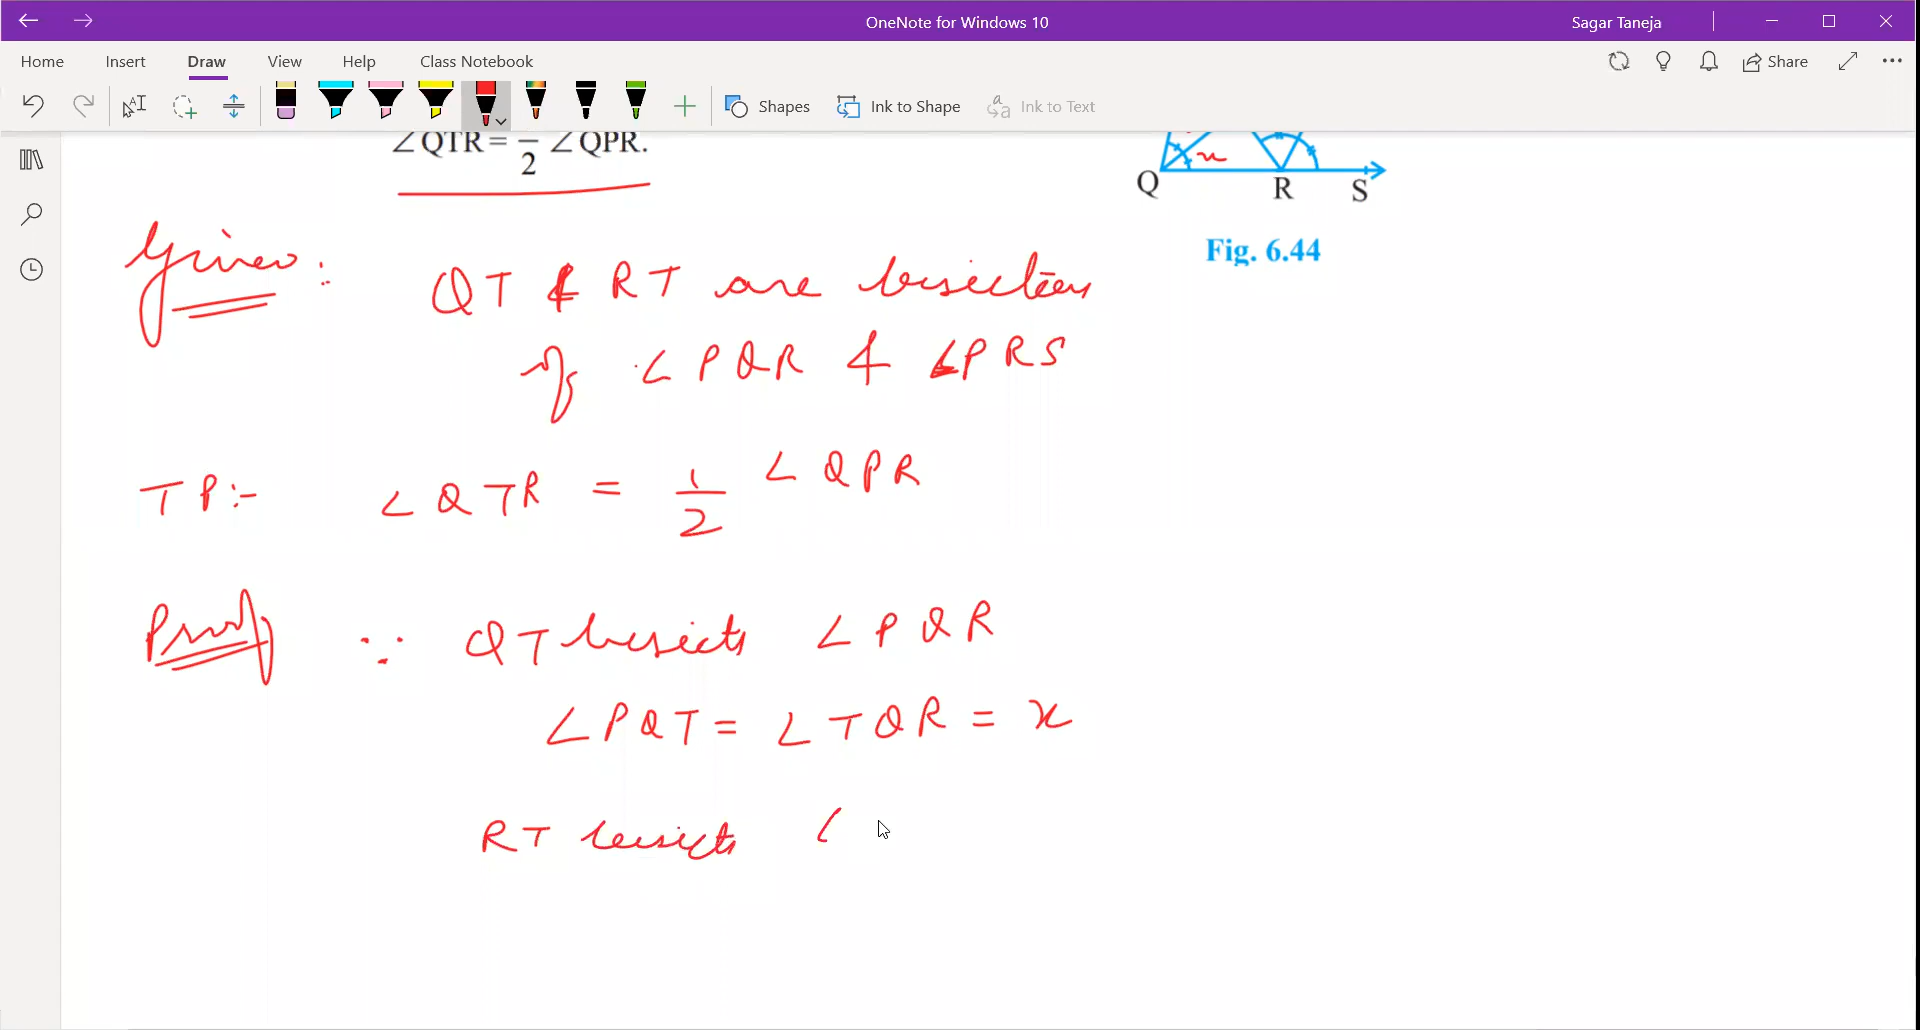 OneNote for Windows 10
Sagar Taneja
Home Insert Draw View Help Class Notebook
Share
Shapes Ink to Shape Ink to Text
∠QTR = 1/2 ∠QPR.
x
Q R S
Fig. 6.44
Given :
QT & RT are bisectors
of ∠PQR & ∠PRS
TP:- ∠QTR = 1/2 ∠QPR
Proof ∵ QT bisects ∠PQR
∠PQT = ∠TQR = x
RT bisects (